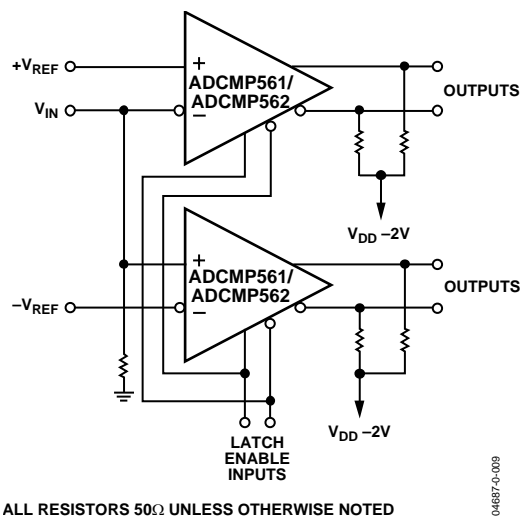 +VREF
VIN
+
ADCMP561/
ADCMP562
−
OUTPUTS
VDD −2V
+
ADCMP561/
ADCMP562
−
−VREF
OUTPUTS
VDD −2V
LATCH
ENABLE
INPUTS
ALL RESISTORS 50Ω UNLESS OTHERWISE NOTED
04687-0-009